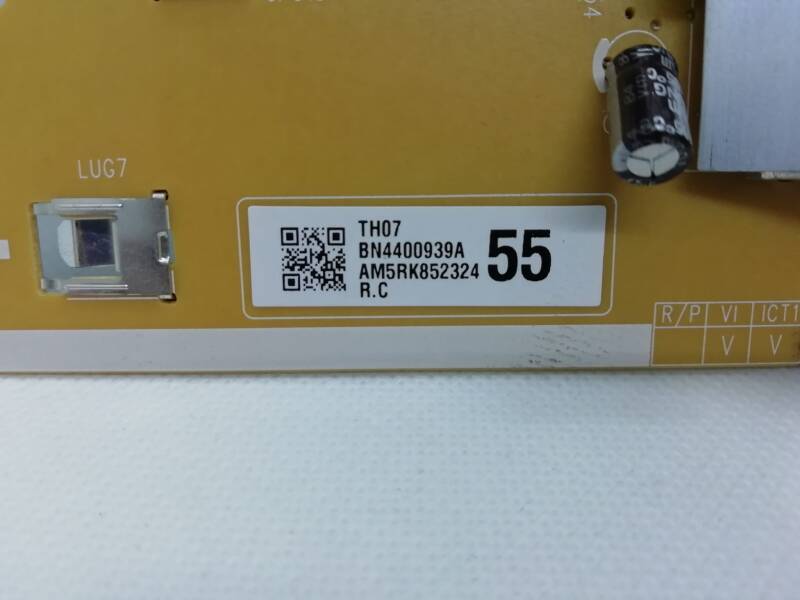 LUG7
TH07
BN4400939A
AM5RK852324
R.C
55
R/P VI ICT1
V V